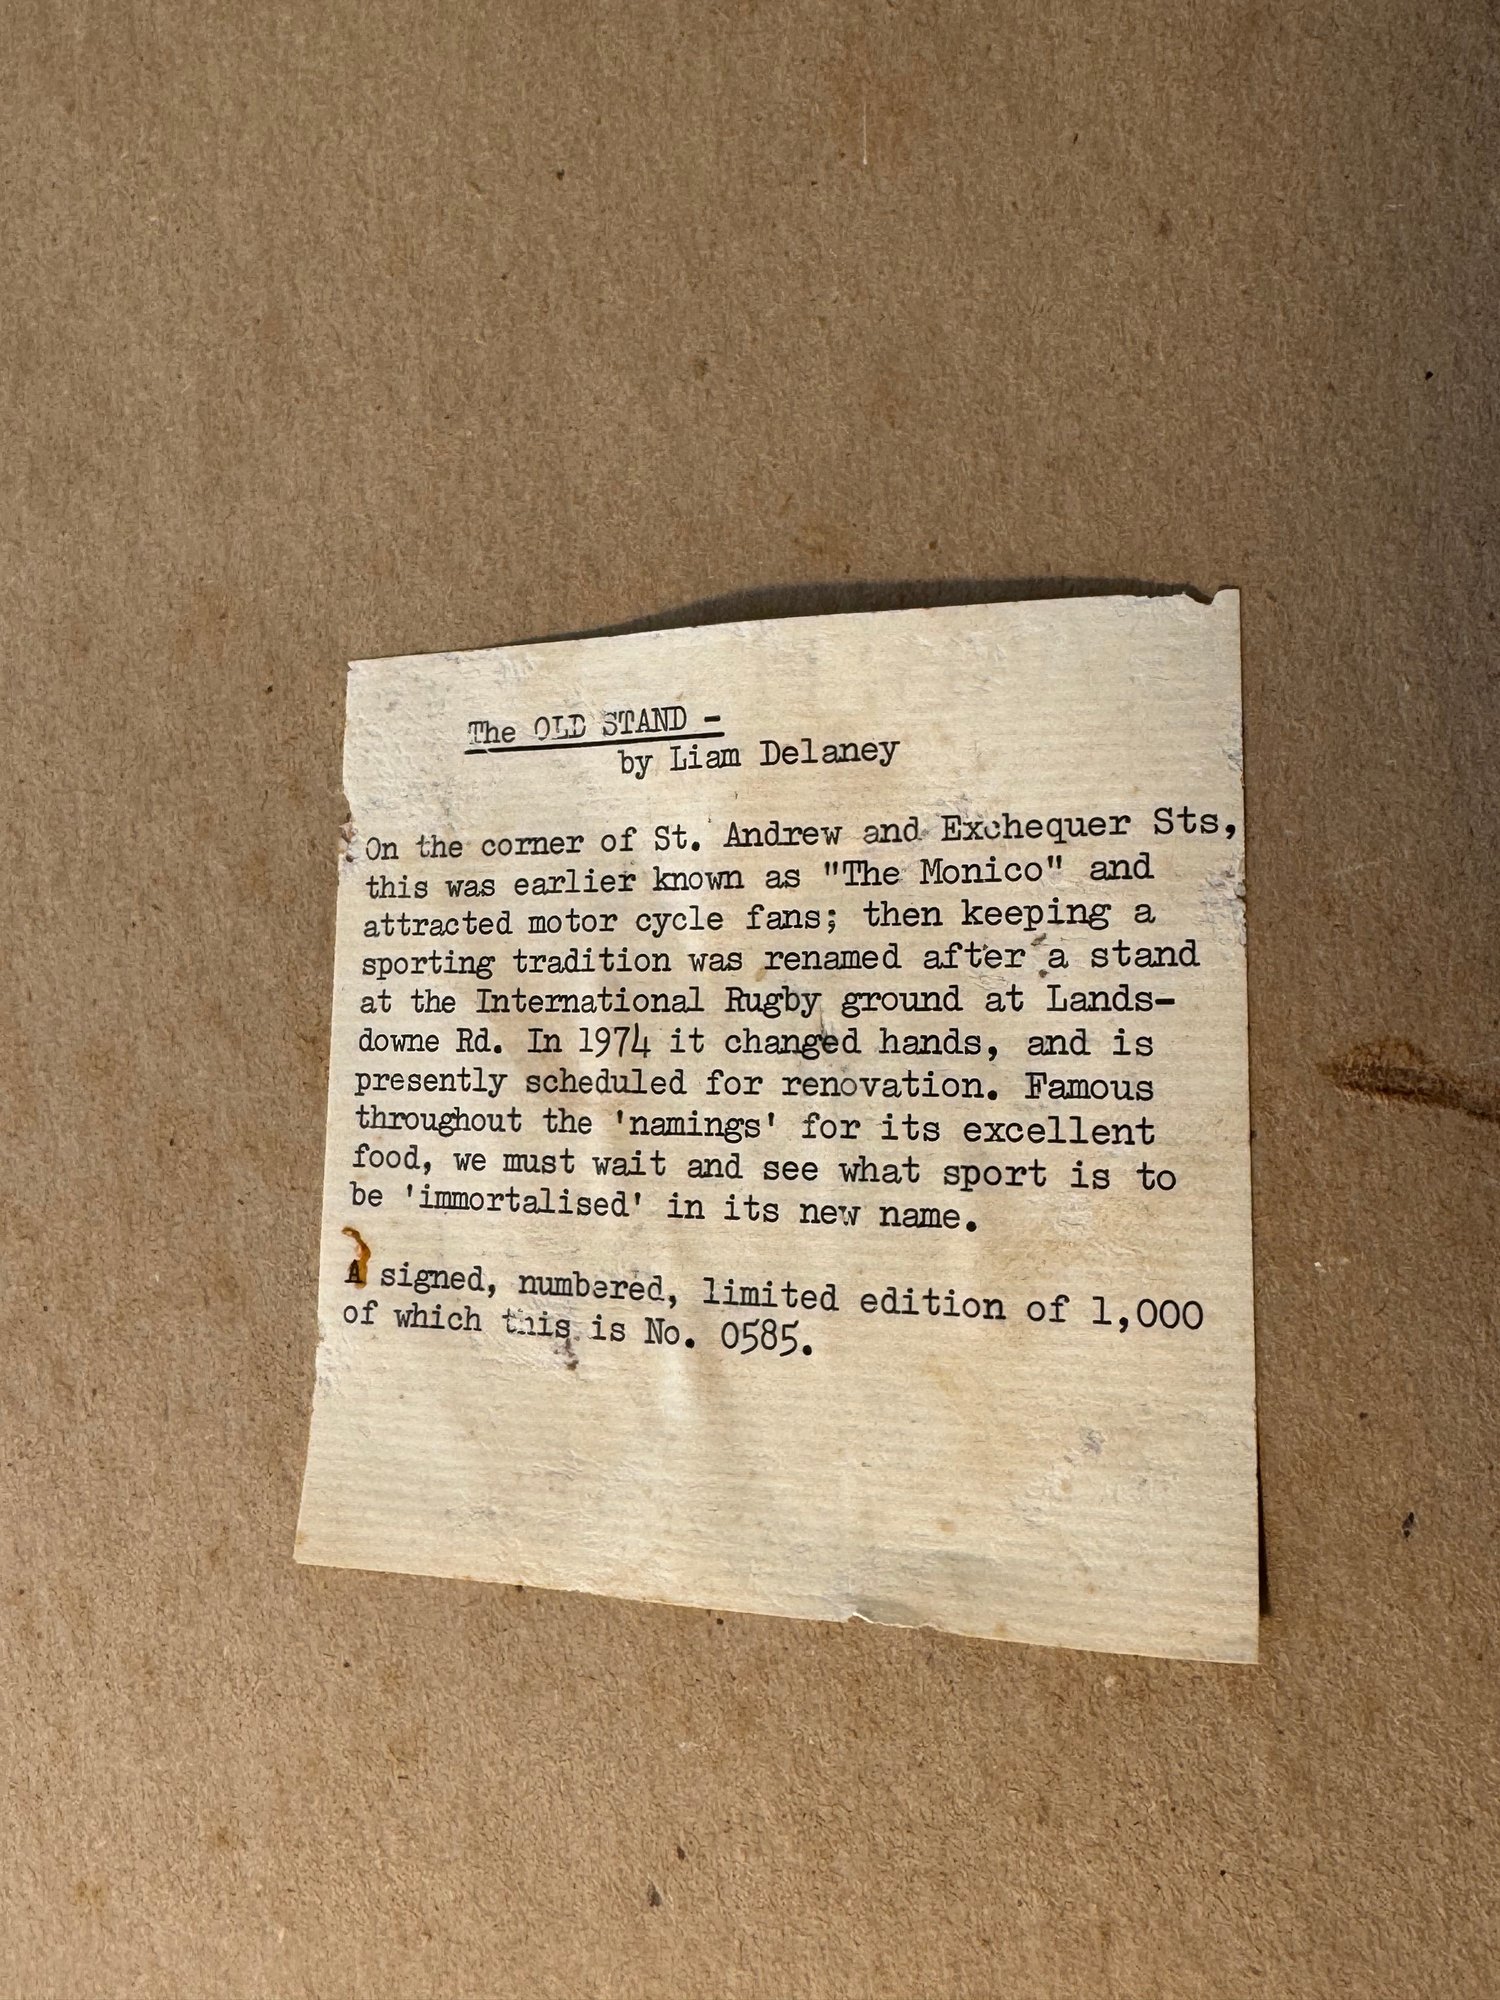 The OLD STAND -
by Liam Delaney
On the corner of St. Andrew and Exchequer Sts,
this was earlier known as "The Monico" and
attracted motor cycle fans; then keeping a
sporting tradition was renamed after a stand
at the International Rugby ground at Lands-
downe Rd. In 1974 it changed hands, and is
presently scheduled for renovation. Famous
throughout the 'namings' for its excellent
food, we must wait and see what sport is to
be 'immortalised' in its new name.
A signed, numbered, limited edition of 1,000
of which this is No. 0585.